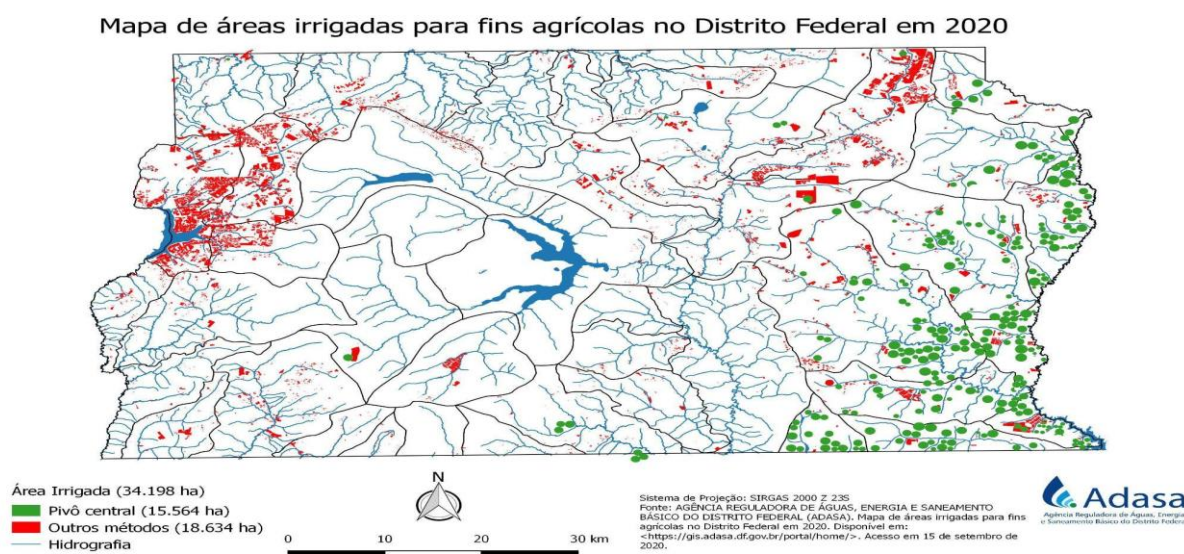 Mapa de áreas irrigadas para fins agrícolas no Distrito Federal em 2020
Área Irrigada (34.198 ha)
Pivô central (15.564 ha)
Outros métodos (18.634 ha)
Hidrografia
N
0 10 20 30 km
Sistema de Projeção: SIRGAS 2000 Z 23S
Fonte: AGÊNCIA REGULADORA DE ÁGUAS, ENERGIA E SANEAMENTO
BÁSICO DO DISTRITO FEDERAL (ADASA). Mapa de áreas irrigadas para fins
agrícolas no Distrito Federal em 2020. Disponível em:
<https://gis.adasa.df.gov.br/portal/home/>. Acesso em 15 de setembro de
2020.
Adasa
Agência Reguladora de Águas, Energia
e Saneamento Básico do Distrito Federal